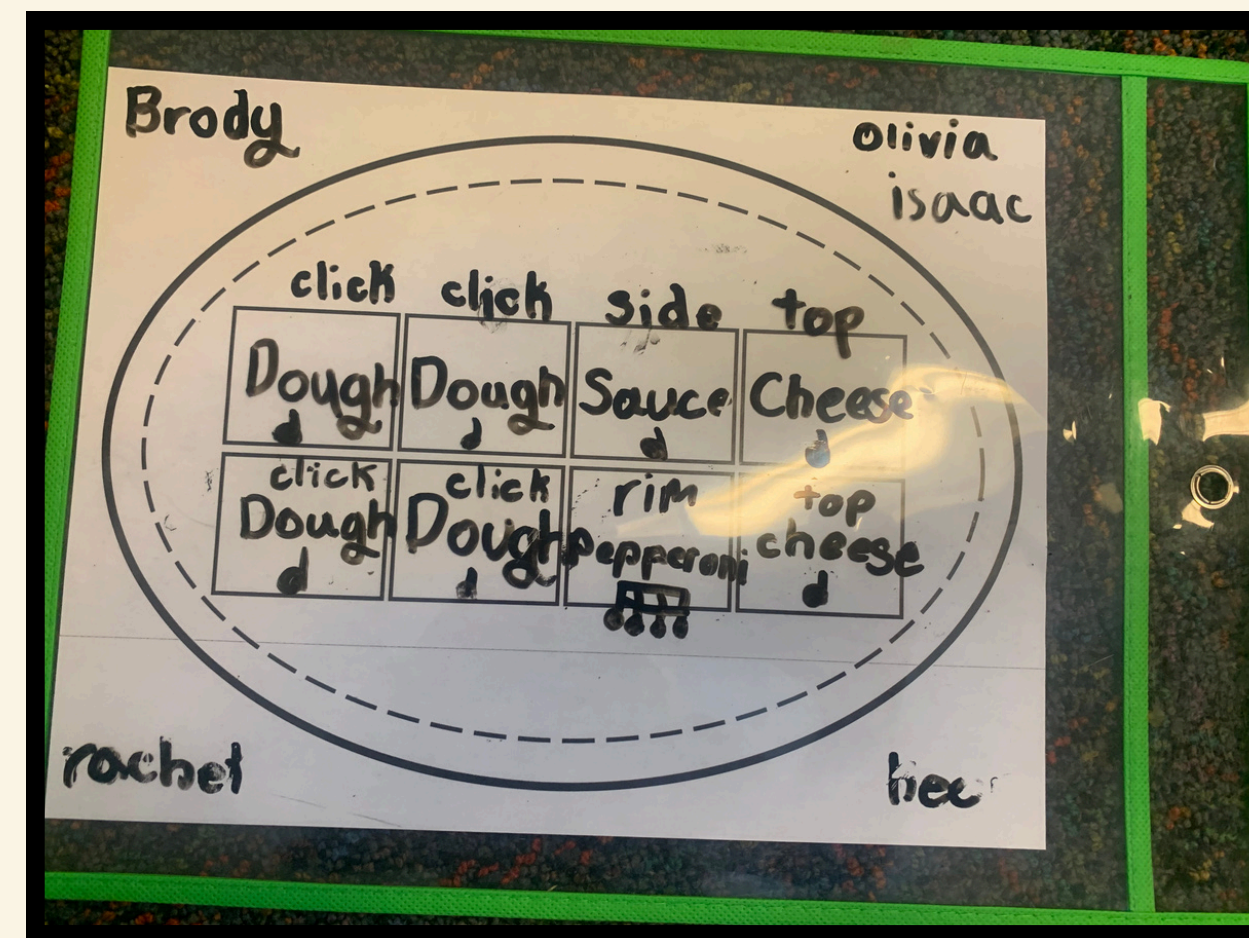 Brody
Olivia
isaac
click click side top
Dough Dough Sauce Cheese
click click rim top
Dough Dough Pepperoni cheese
rachel